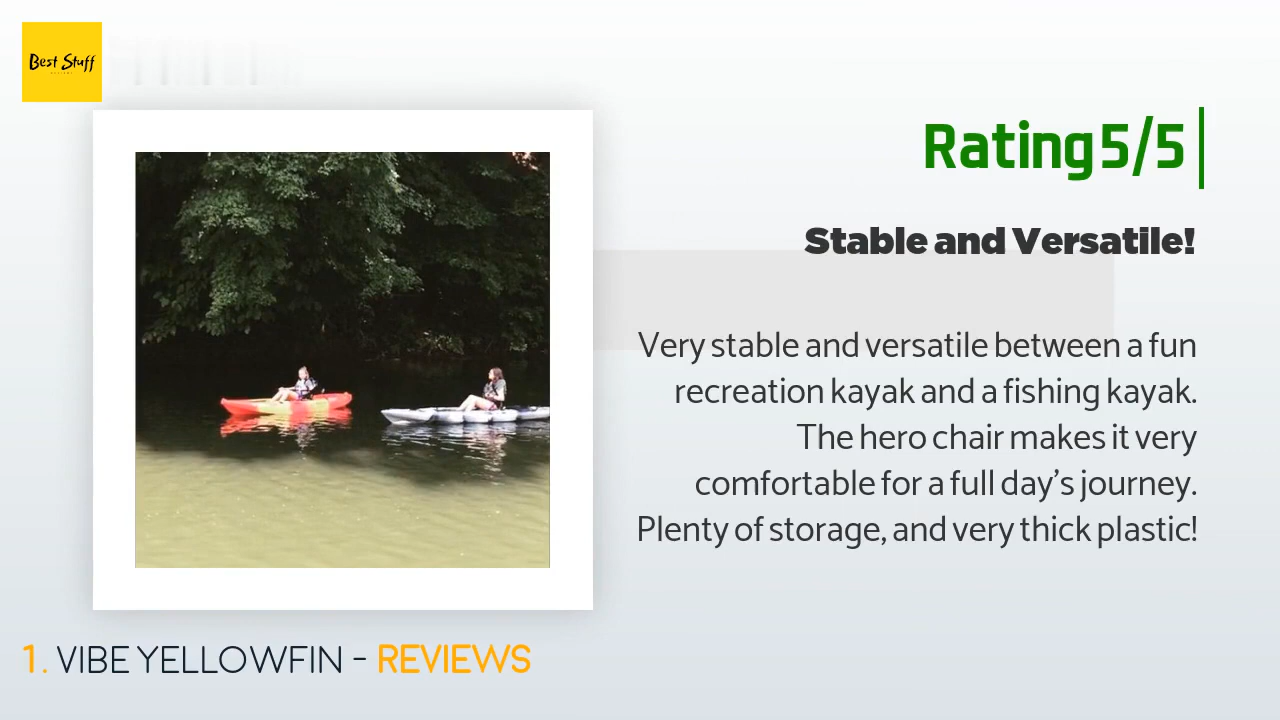 Best Stuff
Rating 5/5
Stable and Versatile!
Very stable and versatile between a fun
recreation kayak and a fishing kayak.
The hero chair makes it very
comfortable for a full day’s journey.
Plenty of storage, and very thick plastic!
1. VIBE YELLOWFIN - REVIEWS